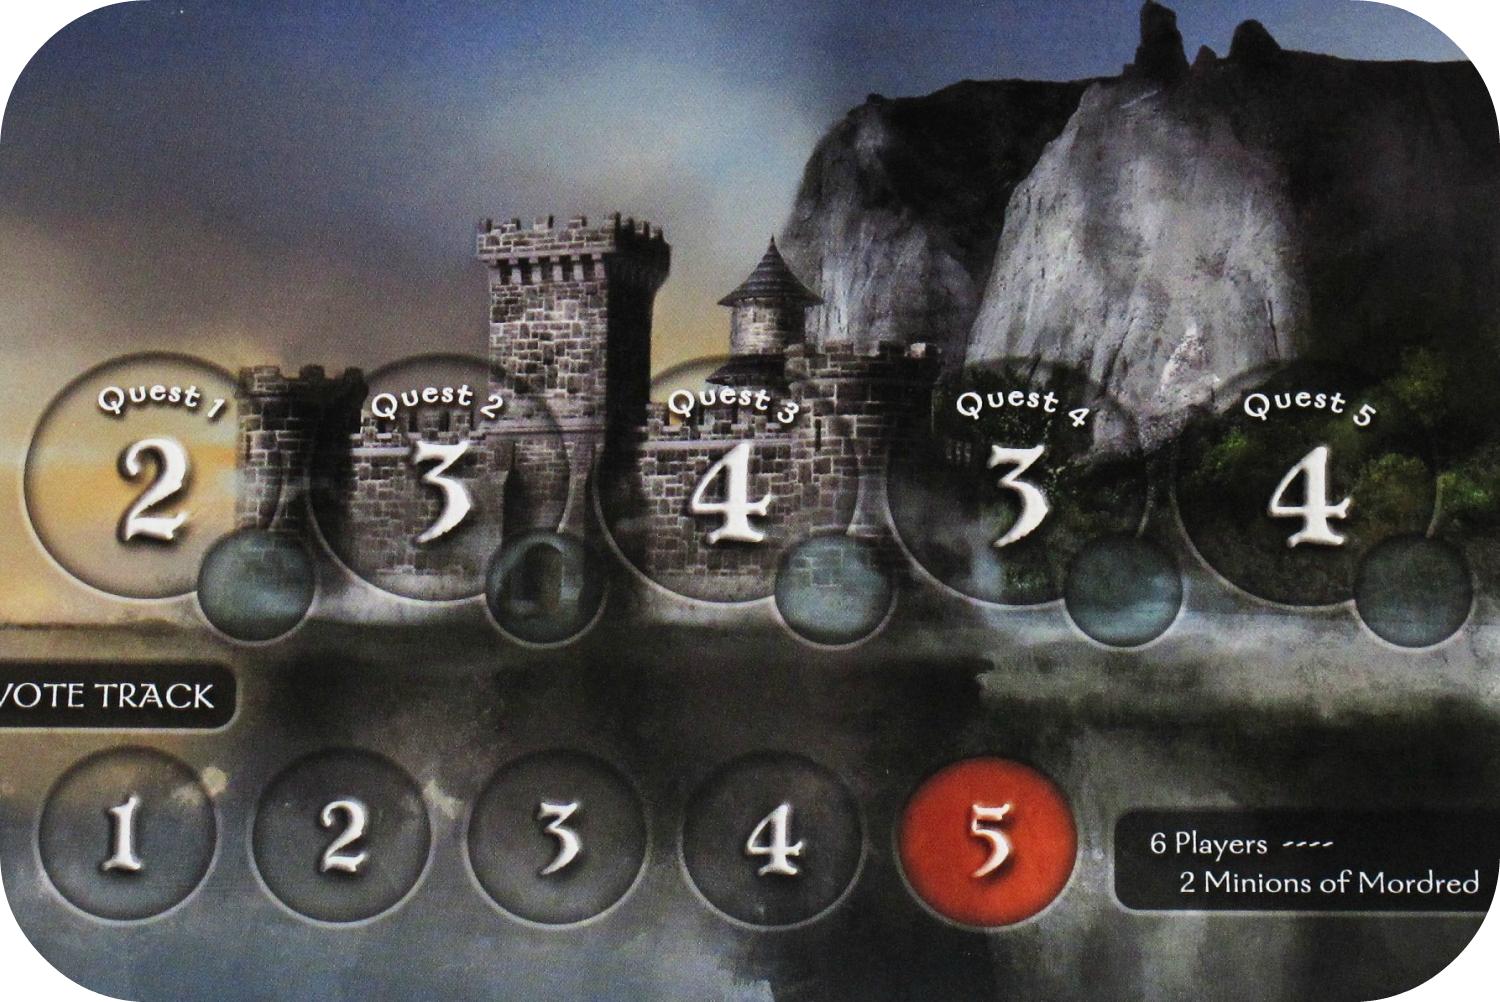 Quest 1
2
Quest 2
3
Quest 3
4
Quest 4
3
Quest 5
4
VOTE TRACK
1
2
3
4
5
6 Players ----
2 Minions of Mordred